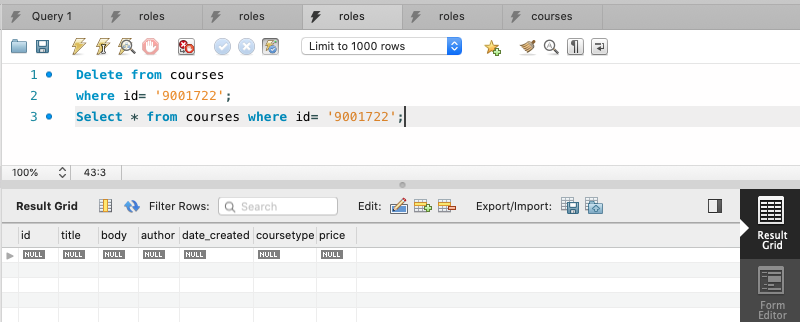 Query 1 roles roles roles roles courses
Limit to 1000 rows
1 Delete from courses
2 where id= '9001722';
3 Select * from courses where id= '9001722';
100% 43:3
Result Grid Filter Rows: Search Edit: Export/Import:
id title body author date_created coursetype price
NULL NULL NULL NULL NULL NULL NULL
Result
Grid
Form
Editor